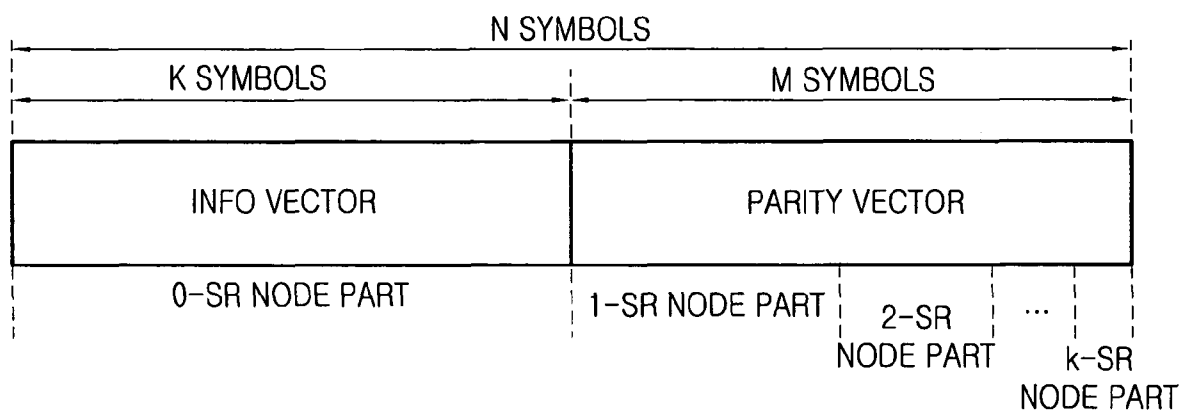 N SYMBOLS
K SYMBOLS
M SYMBOLS
INFO VECTOR
PARITY VECTOR
0-SR NODE PART
1-SR NODE PART
2-SR
NODE PART
...
k-SR
NODE PART